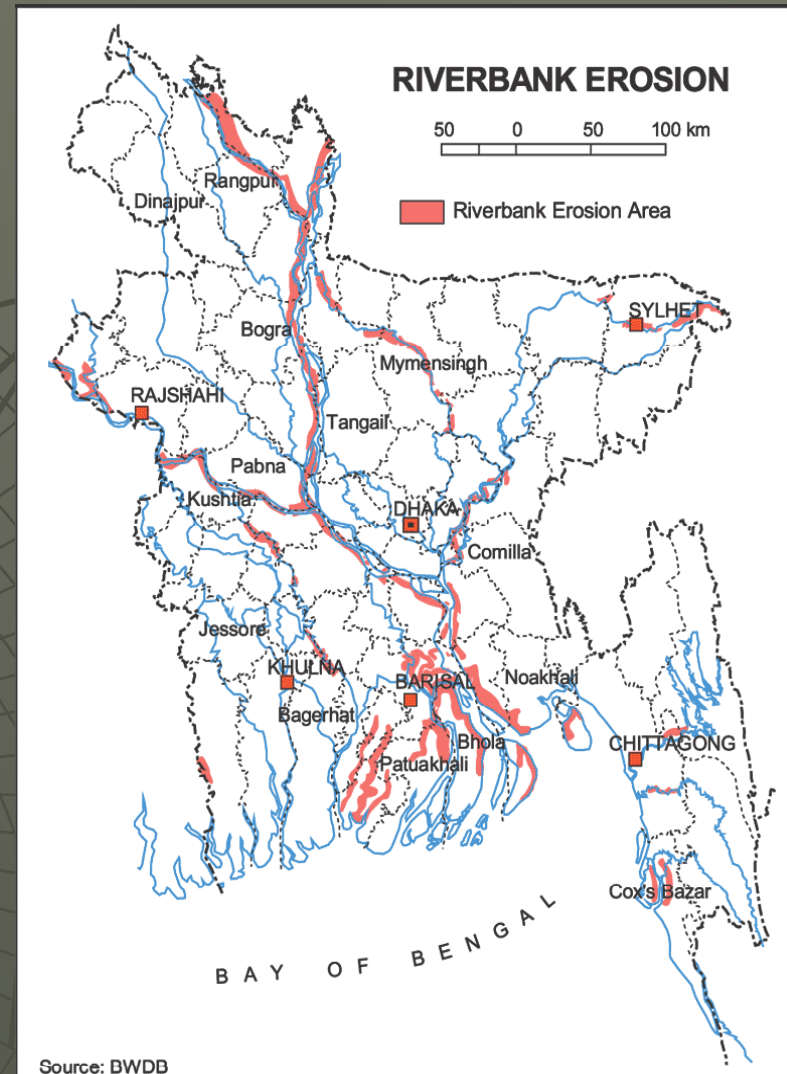 RIVERBANK EROSION
50 0 50 100 km
Riverbank Erosion Area
Rangpur
Dinajpur
SYLHET
Bogra
Mymensingh
RAJSHAHI
Tangail
Pabna
Kushtia
DHAKA
Comilla
Jessore
KHULNA
BARISAL
Noakhali
Bagerhat
Bhola
CHITTAGONG
Patuakhali
Cox's Bazar
BAY OF BENGAL
Source: BWDB